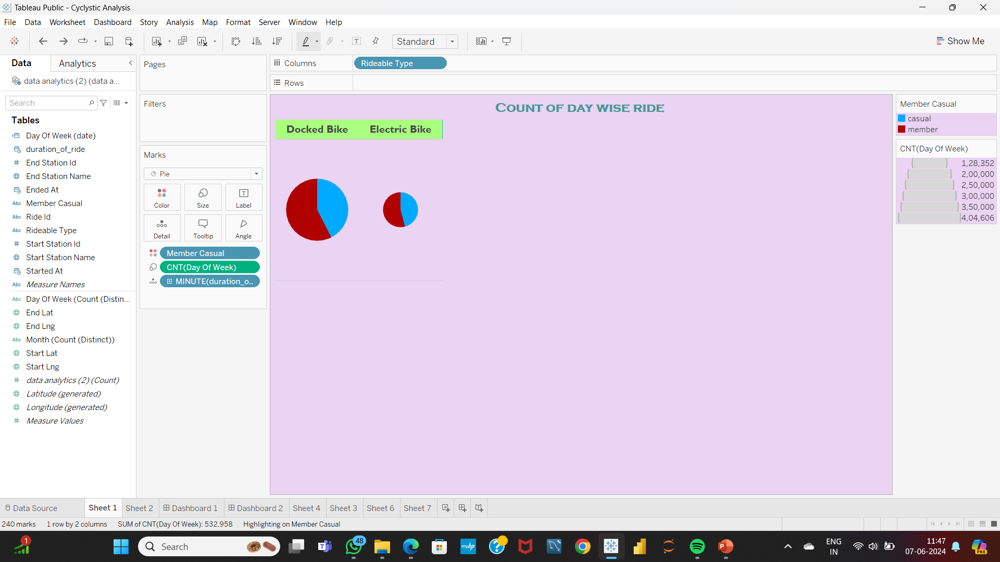 Tableau Public - Cyclystic Analysis
File Data Worksheet Dashboard Story Analysis Map Format Server Window Help
Standard
Show Me
Data Analytics
data analytics (2) (data a...
Search
Tables
Day Of Week (date)
duration_of_ride
End Station Id
End Station Name
Ended At
Abc Member Casual
Abc Ride Id
Abc Rideable Type
Start Station Id
Start Station Name
Started At
Abc Measure Names
Abc Day Of Week (Count (Distin...
End Lat
End Lng
Abc Month (Count (Distinct))
Start Lat
Start Lng
data analytics (2) (Count)
Latitude (generated)
Longitude (generated)
Measure Values
Pages
Filters
Marks
Pie
Color Size Label
Detail Tooltip Angle
Member Casual
CNT(Day Of Week)
MINUTE(duration_o..
Columns Rideable Type
Rows
Count of day wise ride
Docked Bike Electric Bike
Member Casual
casual
member
CNT(Day Of Week)
1,28,352
2,00,000
2,50,000
3,00,000
3,50,000
4,04,606
Data Source Sheet 1 Sheet 2 Dashboard 1 Dashboard 2 Sheet 4 Sheet 3 Sheet 6 Sheet 7
240 marks 1 row by 2 columns SUM of CNT(Day Of Week): 532,958 Highlighting on Member Casual
1
Search
48
myhp
ENG
IN
11:47
07-06-2024
PRE